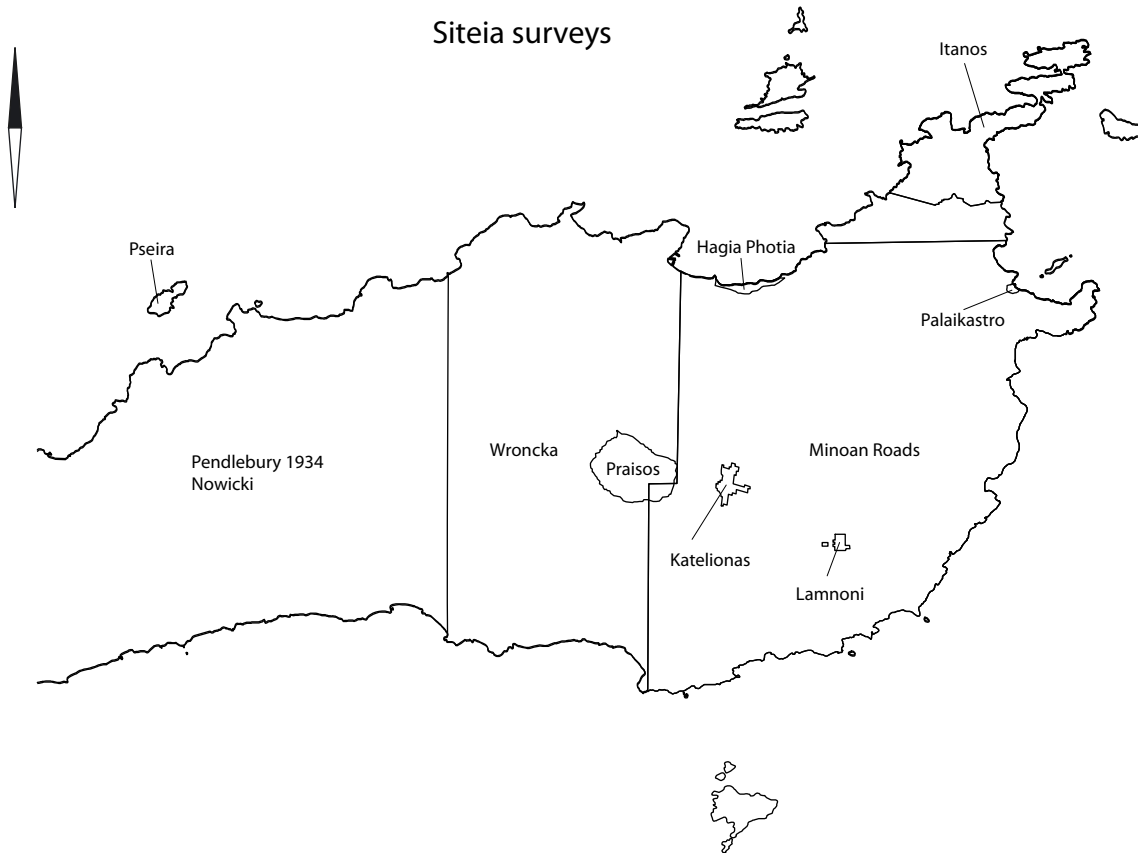 Siteia surveys
Itanos
Pseira
Hagia Photia
Palaikastro
Wroncka
Praisos
Minoan Roads
Pendlebury 1934
Nowicki
Katelionas
Lamnoni